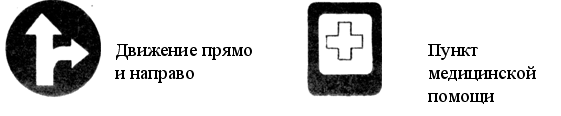 Движение прямо
и направо
Пункт
медицинской
помощи